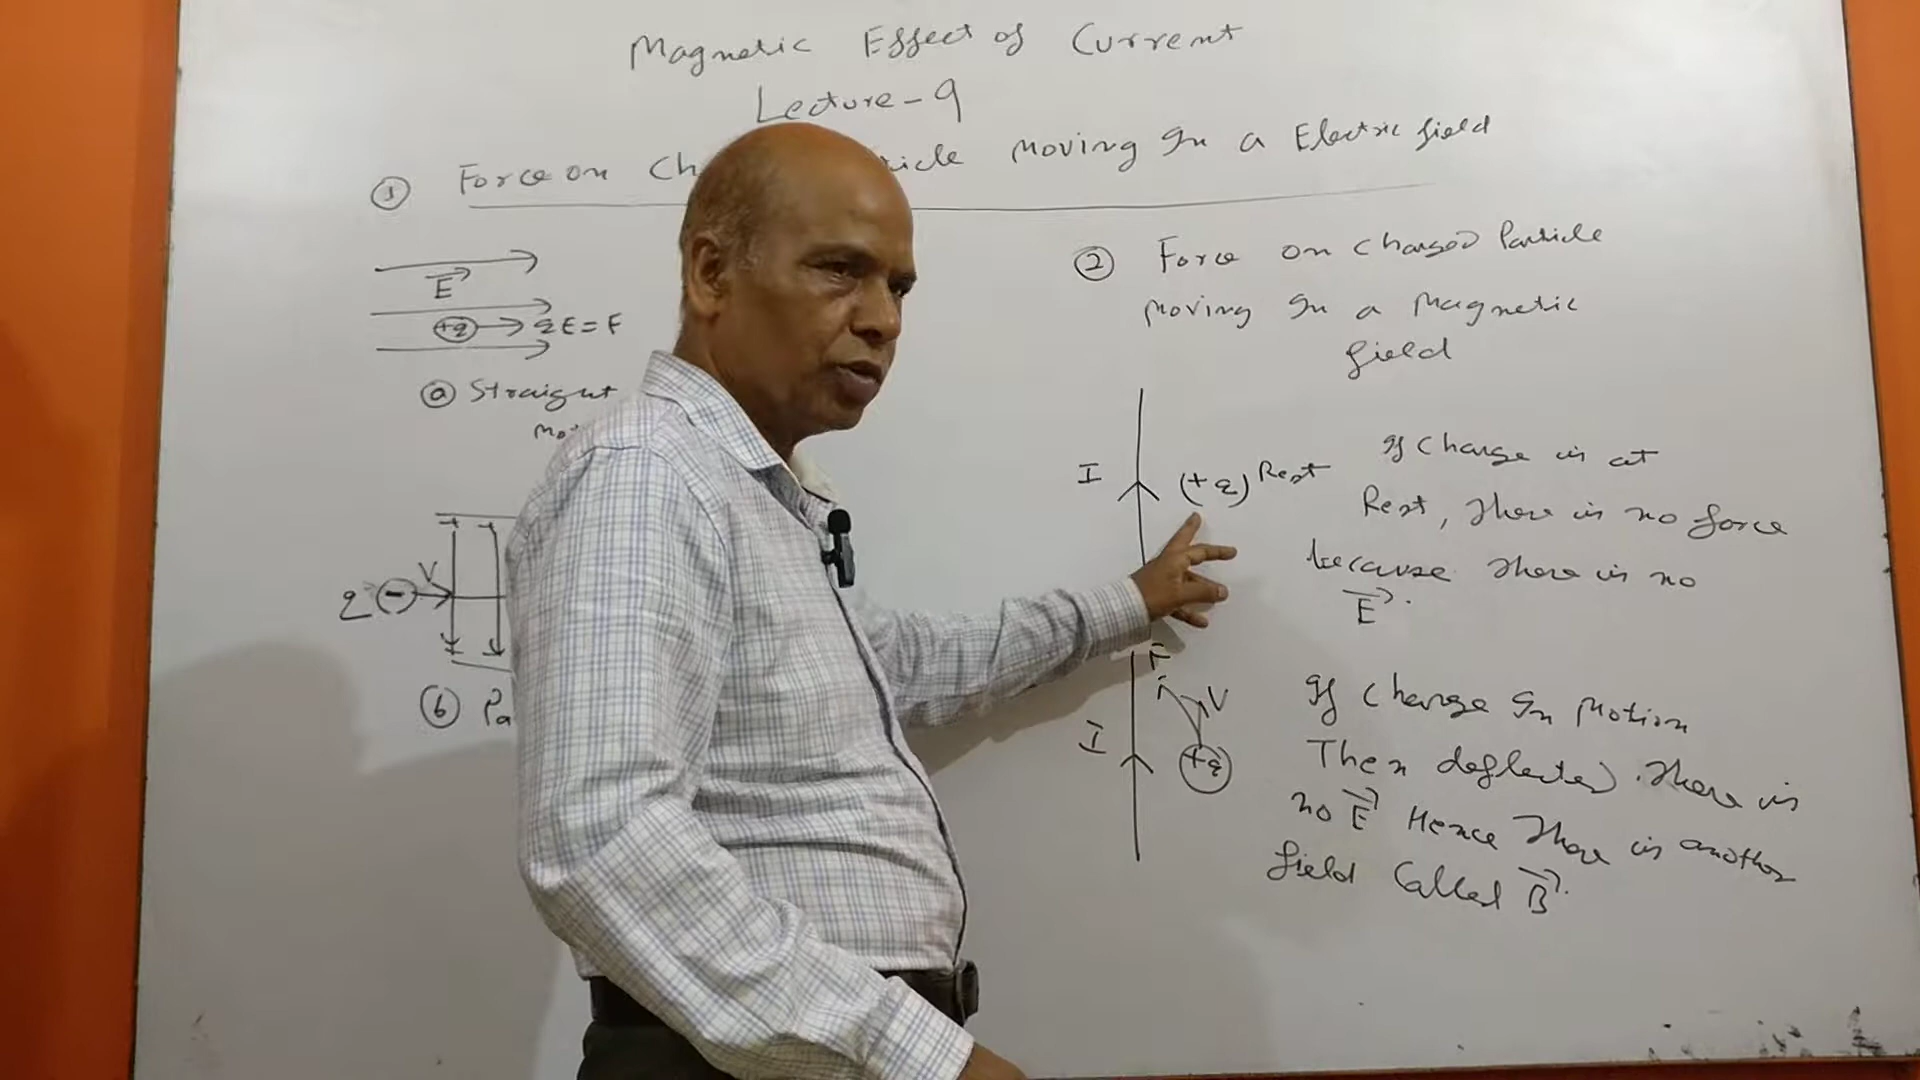 Magnetic Effect of Current
Lecture - 9
① Force on Ch ticle Moving In a Electric field
E
+q qE = F
ⓐ Straight
q - V
ⓑ Pa
② Force on Charged Particle
Moving In a Magnetic
field
I (+q) Rest
If Charge is at
Rest, There is no force
because There is no
E.
F V
I +q
If Charge In Motion
Then deflected. There is
no E Hence There is another
field Called B.